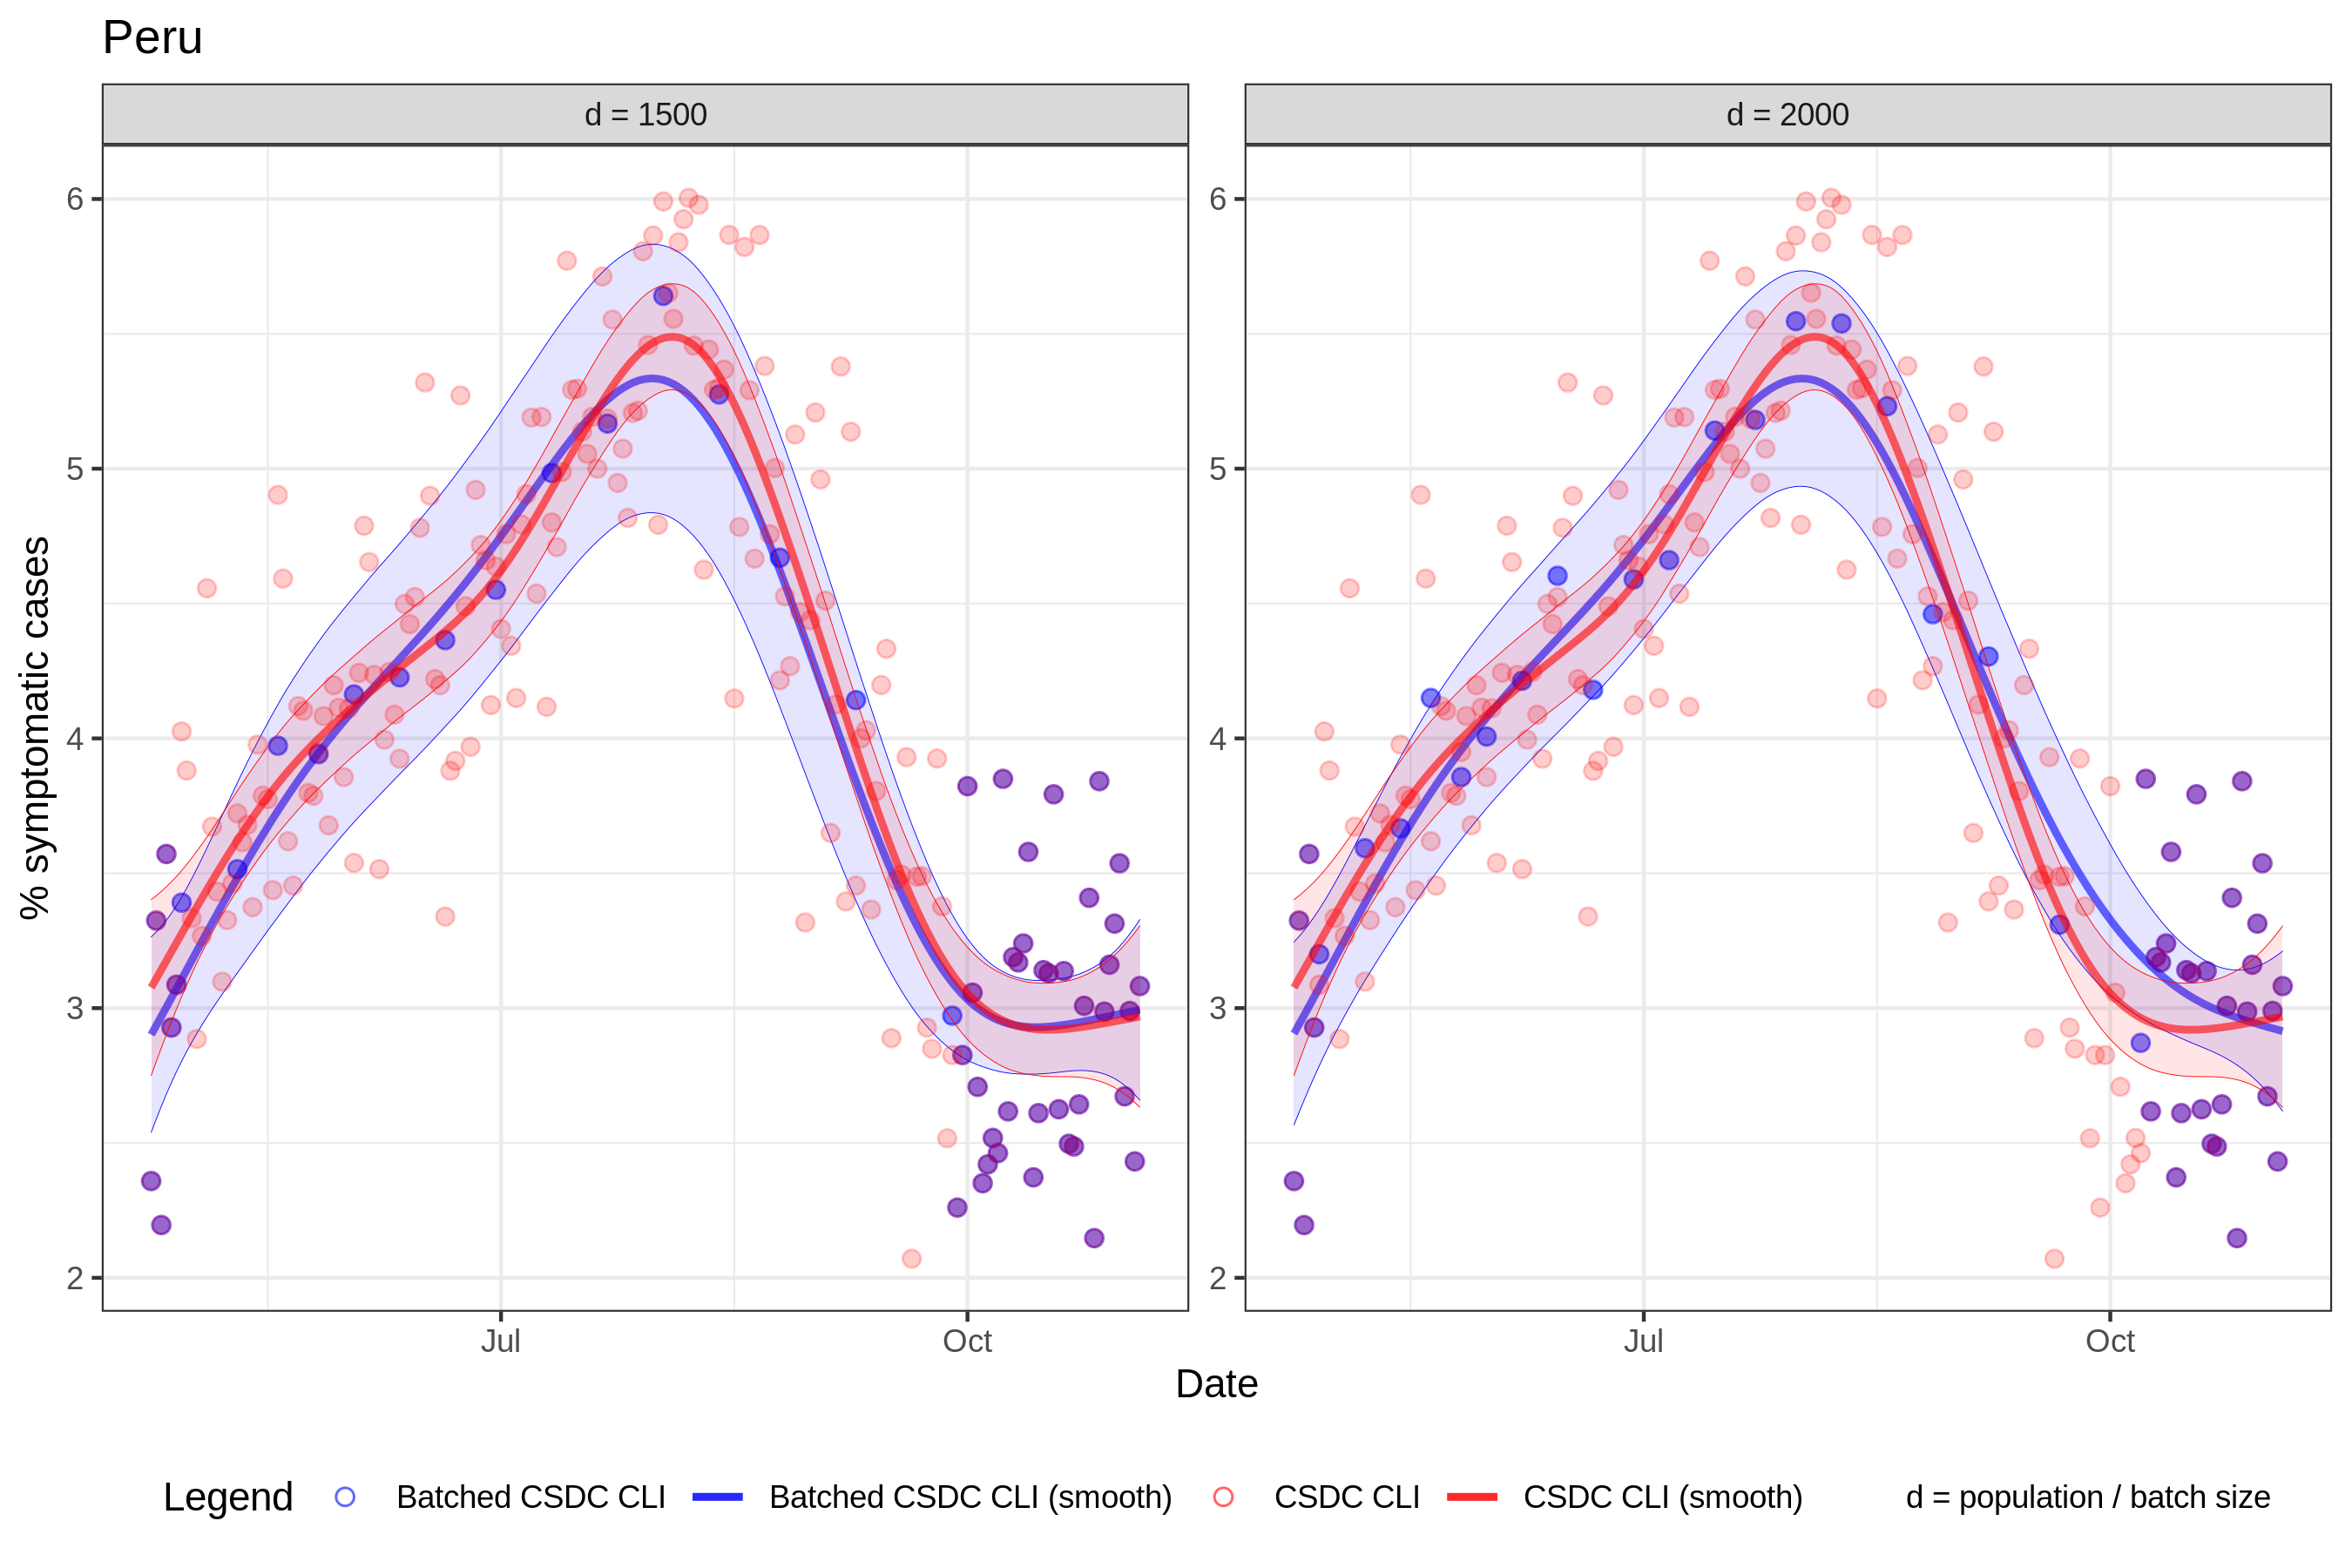 Peru
d = 1500
d = 2000
% symptomatic cases
6
5
4
3
2
6
5
4
3
2
Jul
Oct
Jul
Oct
Date
Legend Batched CSDC CLI Batched CSDC CLI (smooth) CSDC CLI CSDC CLI (smooth) d = population / batch size